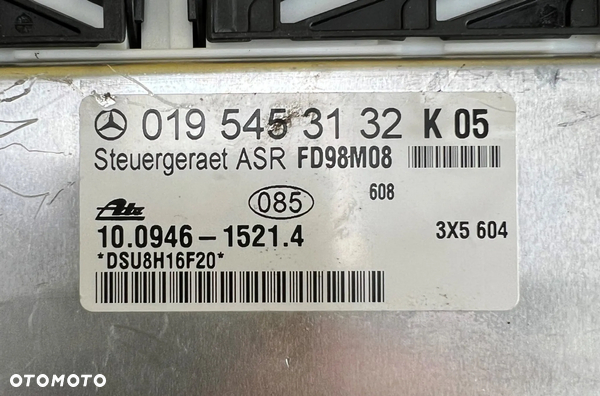 019 545 31 32 K 05
Steuergeraet ASR FD98M08
085
608
Ate
10.0946-1521.4
3X5 604
*DSU8H16F20*
OTOMOTO